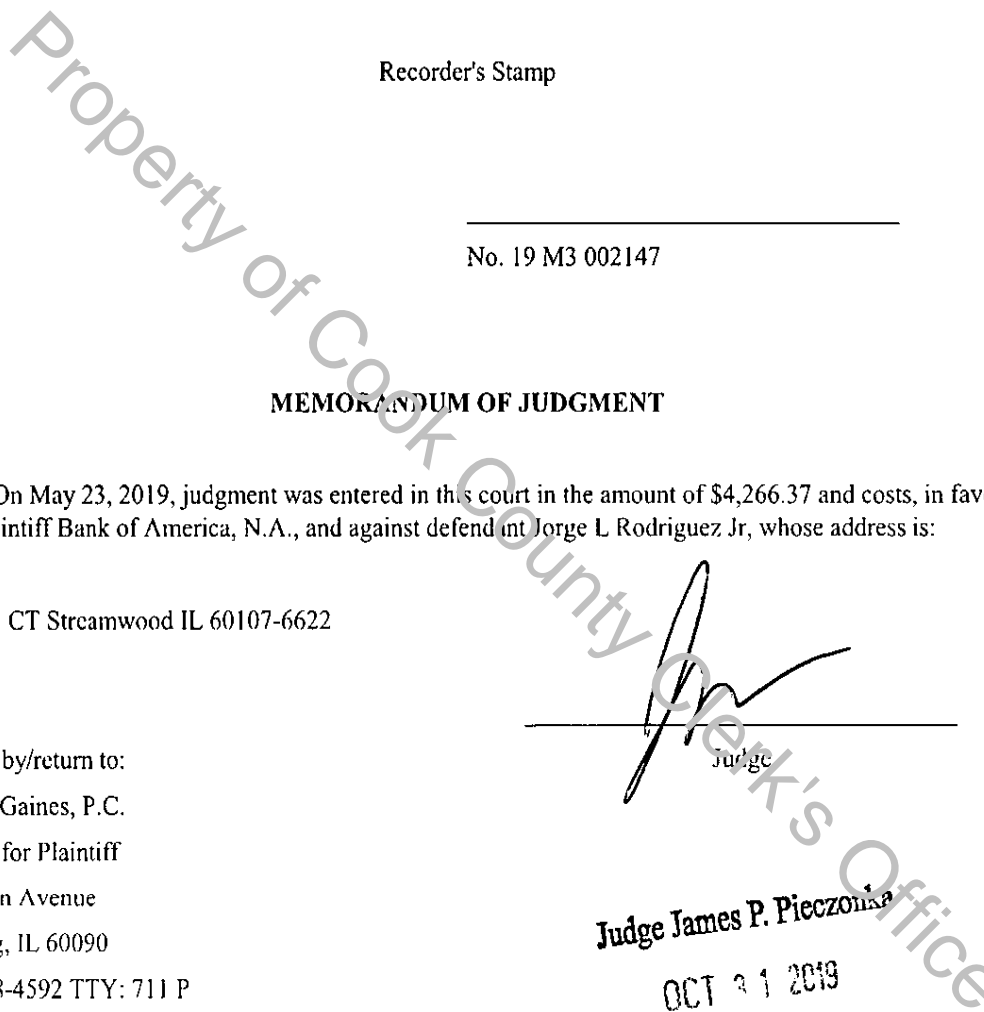 Property of Cook County Clerk's Office
Recorder's Stamp
No. 19 M3 002147
MEMORANDUM OF JUDGMENT
On May 23, 2019, judgment was entered in this court in the amount of $4,266.37 and costs, in fav
intiff Bank of America, N.A., and against defendant Jorge L Rodriguez Jr, whose address is:
CT Streamwood IL 60107-6622
Judge
by/return to:
Gaines, P.C.
for Plaintiff
n Avenue
, IL 60090
-4592 TTY: 711 P
Judge James P. Pieczonka
OCT 31 2019